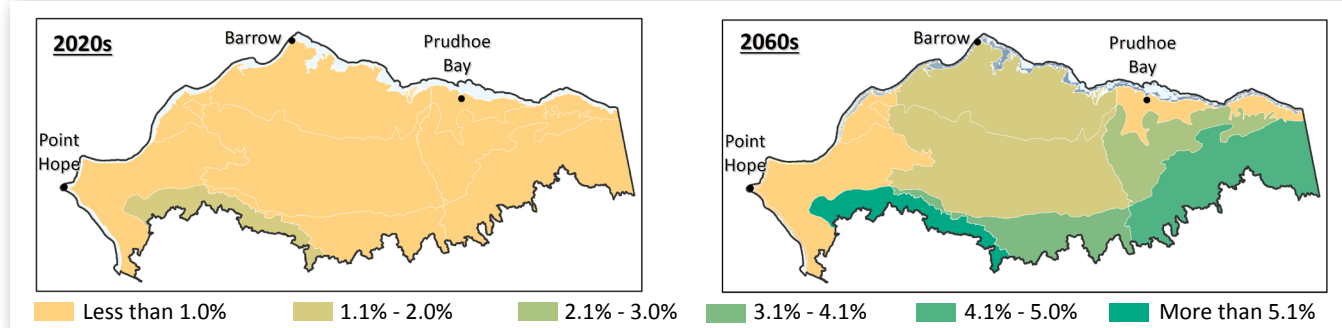 2020s
Barrow
Prudhoe
Bay
Point
Hope
2060s
Barrow
Prudhoe
Bay
Point
Hope
Less than 1.0%
1.1% - 2.0%
2.1% - 3.0%
3.1% - 4.1%
4.1% - 5.0%
More than 5.1%